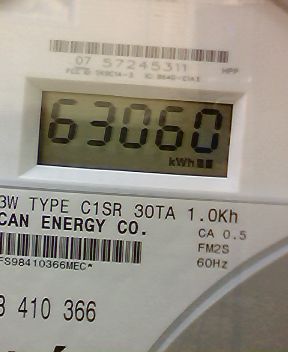 07 57245311
HPP
63060
kWh
3W TYPE C1SR 30TA 1.0Kh
CAN ENERGY CO.
CA 0.5
FM2S
60Hz
FS98410366MEC*
410 366